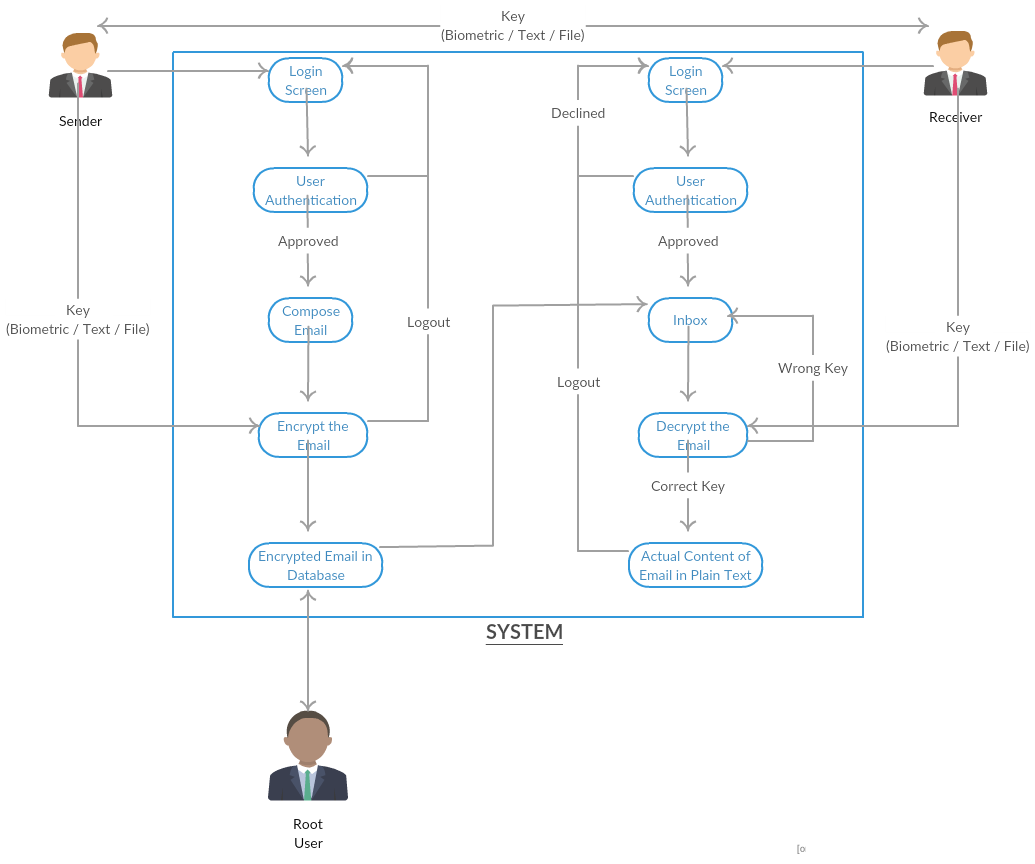 Key
(Biometric / Text / File)
Sender
Receiver
Login
Screen
Login
Screen
Declined
User
Authentication
User
Authentication
Approved
Approved
Key
(Biometric / Text / File)
Compose
Email
Logout
Inbox
Key
(Biometric / Text / File)
Wrong Key
Logout
Encrypt the
Email
Decrypt the
Email
Correct Key
Encrypted Email in
Database
Actual Content of
Email in Plain Text
SYSTEM
Root
User